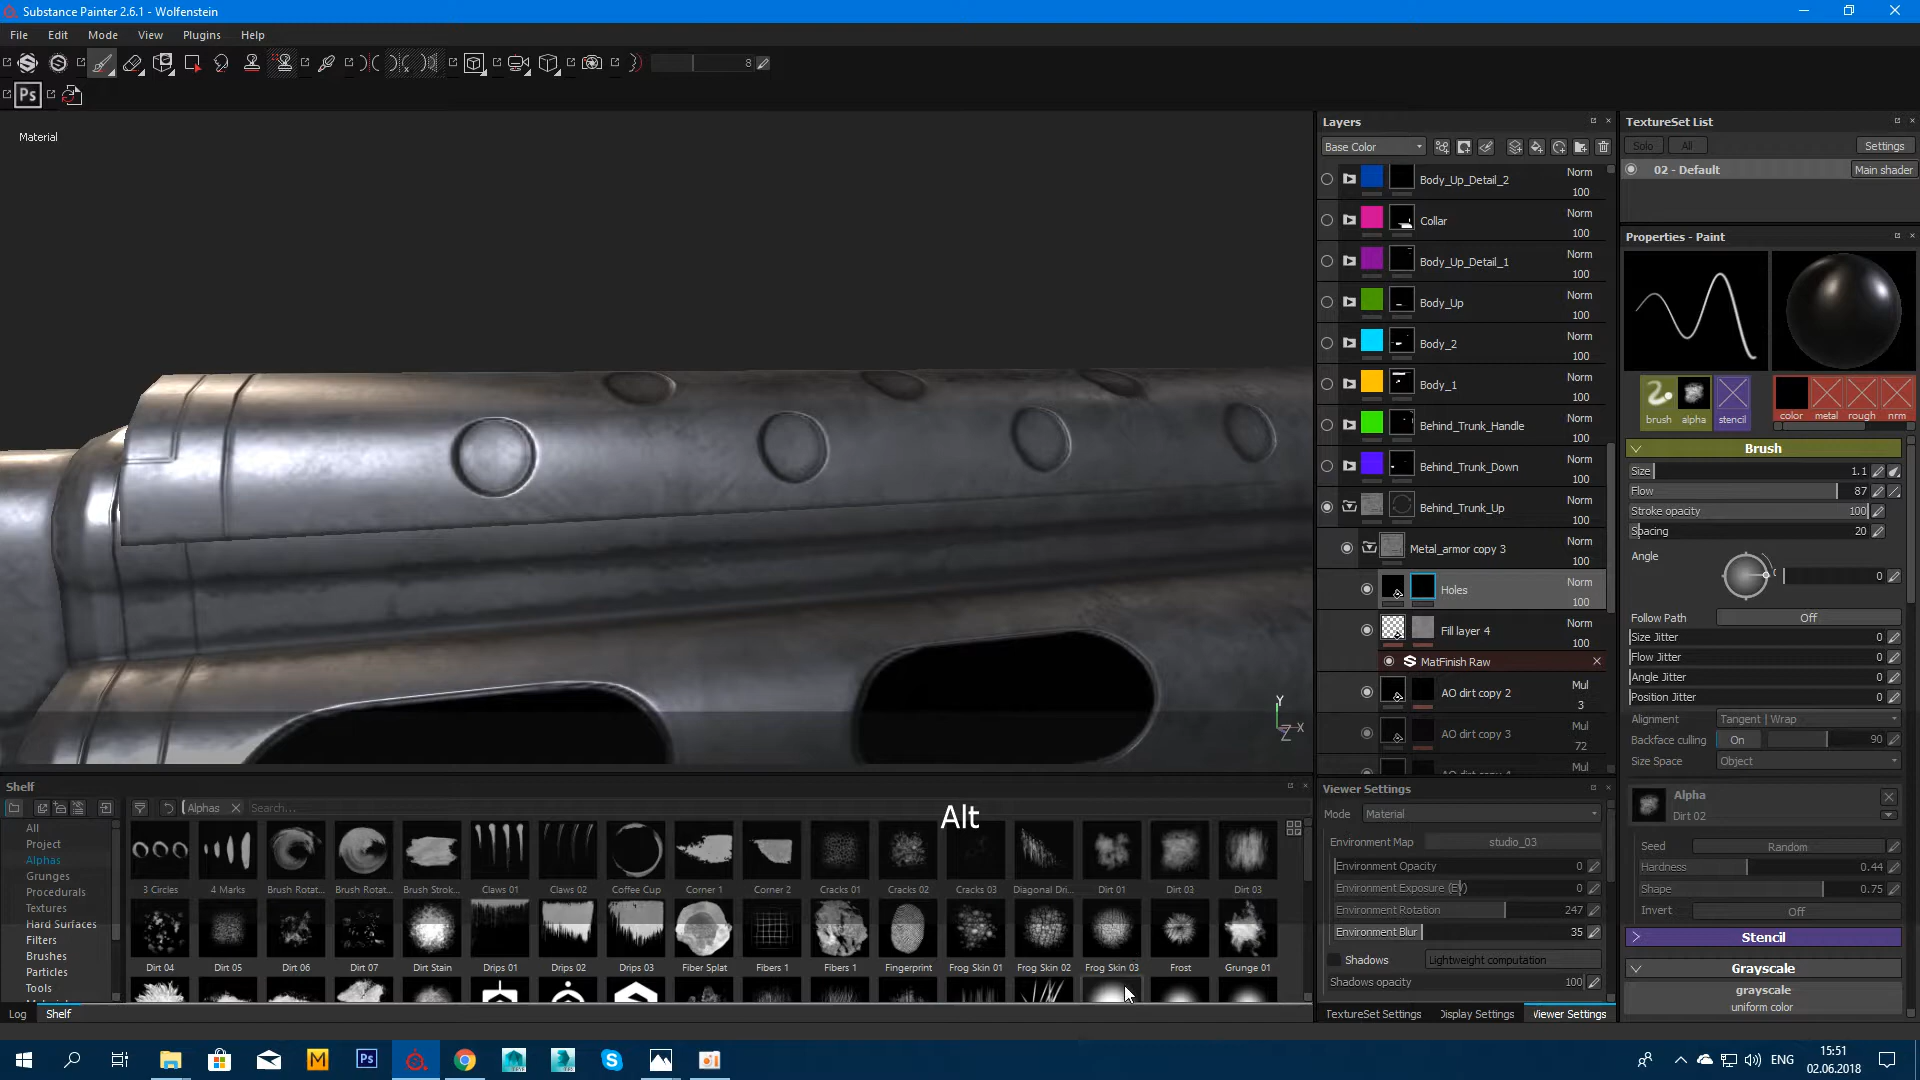 Substance Painter 2.6.1 - Wolfenstein
File Edit Mode View Plugins Help
8
Ps
Material
Alt
Y
X
Z
Layers
Base Color
Body_Up_Detail_2 Norm 100
Collar Norm 100
Body_Up_Detail_1 Norm 100
Body_Up Norm 100
Body_2 Norm 100
Body_1 Norm 100
Behind_Trunk_Handle Norm 100
Behind_Trunk_Down Norm 100
Behind_Trunk_Up Norm 100
Metal_armor copy 3 Norm 100
Holes Norm 100
Fill layer 4 Norm 100
MatFinish Raw
AO dirt copy 2 Mul 3
AO dirt copy 3 Mul 72
TextureSet List
Solo All Settings
02 - Default Main shader
Properties - Paint
brush alpha stencil color metal rough nrm
Brush
Size 1.1
Flow 87
Stroke opacity 100
Spacing 20
Angle 0
Follow Path Off
Size Jitter 0
Flow Jitter 0
Angle Jitter 0
Position Jitter 0
Alignment Tangent | Wrap
Backface culling On 90
Size Space Object
Alpha
Dirt 02
Seed Random
Hardness 0.44
Shape 0.75
Invert Off
Stencil
Grayscale
grayscale
uniform color
Viewer Settings
Mode Material
Environment Map studio_03
Environment Opacity 0
Environment Exposure (EV) 0
Environment Rotation 247
Environment Blur 35
Shadows Lightweight computation
Shadows opacity 100
TextureSet Settings Display Settings Viewer Settings
Shelf
Alphas Search...
All
Project
Alphas
Grunges
Procedurals
Textures
Hard Surfaces
Filters
Brushes
Particles
Tools
3 Circles 4 Marks Brush Rotat... Brush Rotat... Brush Strok... Claws 01 Claws 02 Coffee Cup Corner 1 Corner 2 Cracks 01 Cracks 02 Cracks 03 Diagonal Dri... Dirt 01 Dirt 03 Dirt 03
Dirt 04 Dirt 05 Dirt 06 Dirt 07 Dirt Stain Drips 01 Drips 02 Drips 03 Fiber Splat Fibers 1 Fibers 1 Fingerprint Frog Skin 01 Frog Skin 02 Frog Skin 03 Frost Grunge 01
Log Shelf
Ps
ENG
15:51
02.06.2018